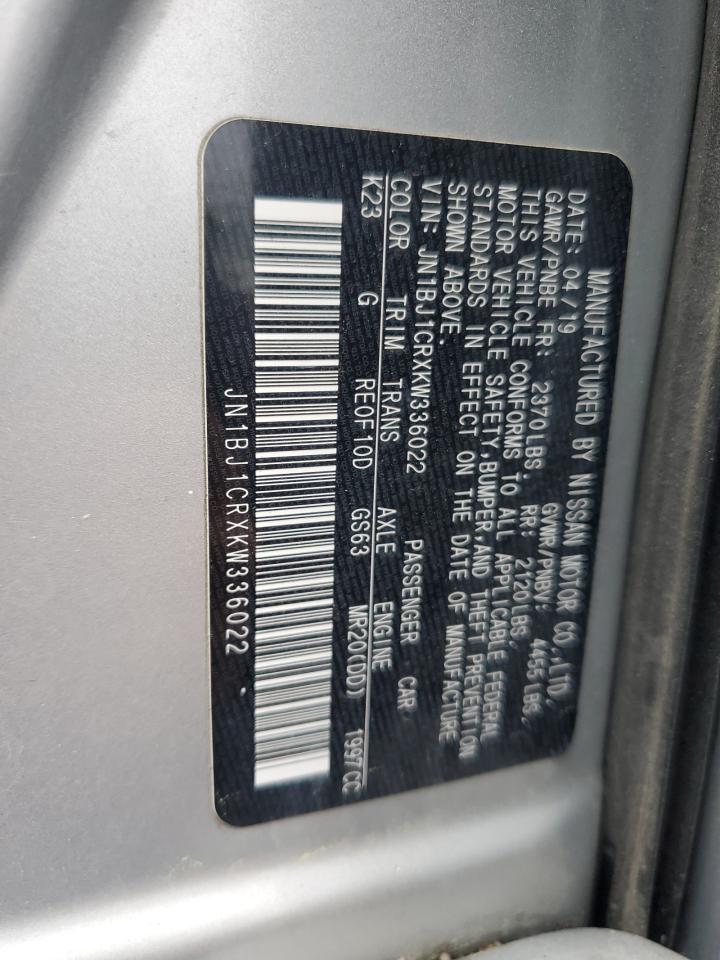 MANUFACTURED BY NISSAN MOTOR CO.,LTD.
DATE: 04/19 GVWR/PNBV: 4455 LBS,
GAWR/PNBE FR: 2370LBS. RR: 2120LBS.
THIS VEHICLE CONFORMS TO ALL APPLICABLE FEDERAL
MOTOR VEHICLE SAFETY,BUMPER,AND THEFT PREVENTION
STANDARDS IN EFFECT ON THE DATE OF MANUFACTURE
SHOWN ABOVE.
VIN: JN1BJ1CRXKW336022 PASSENGER CAR
COLOR TRIM TRANS AXLE ENGINE
K23 G RE0F10D GS63 MR20(DD) 1997CC
JN1BJ1CRXKW336022